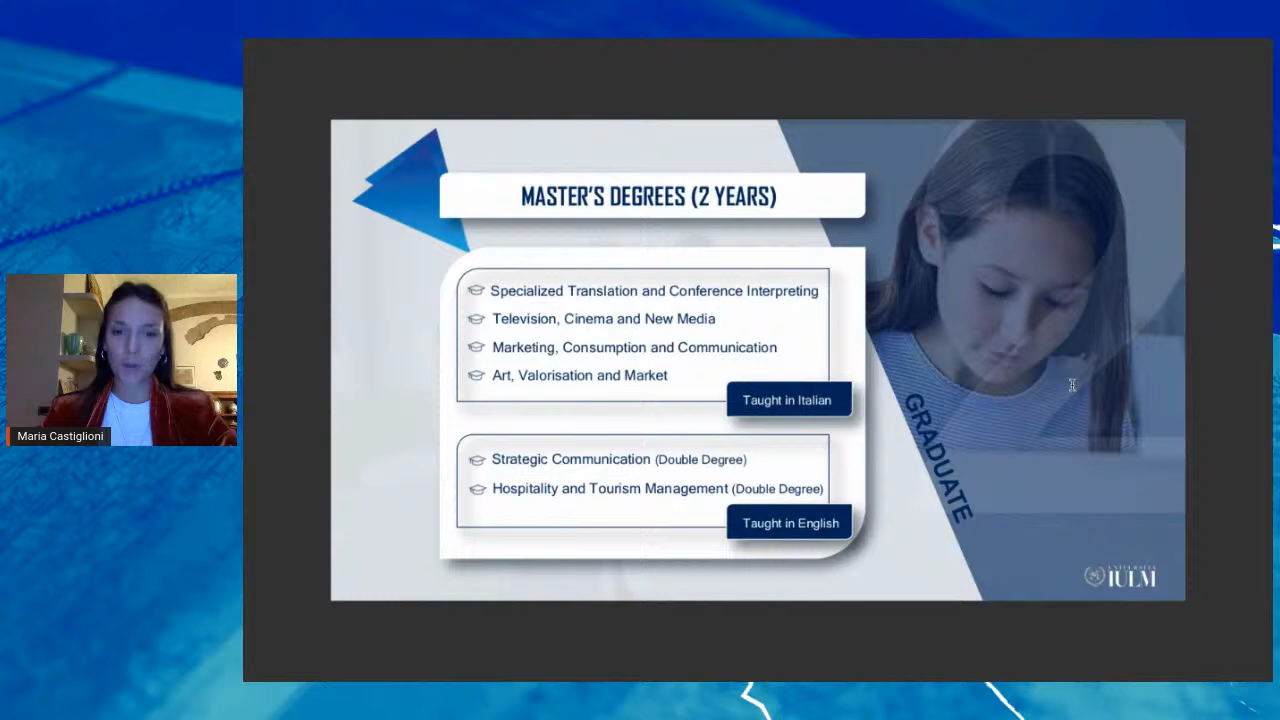 MASTER'S DEGREES (2 YEARS)
Specialized Translation and Conference Interpreting
Television, Cinema and New Media
Marketing, Consumption and Communication
Art, Valorisation and Market
Taught in Italian
Strategic Communication (Double Degree)
Hospitality and Tourism Management (Double Degree)
Taught in English
GRADUATE
IULM
Maria Castiglioni